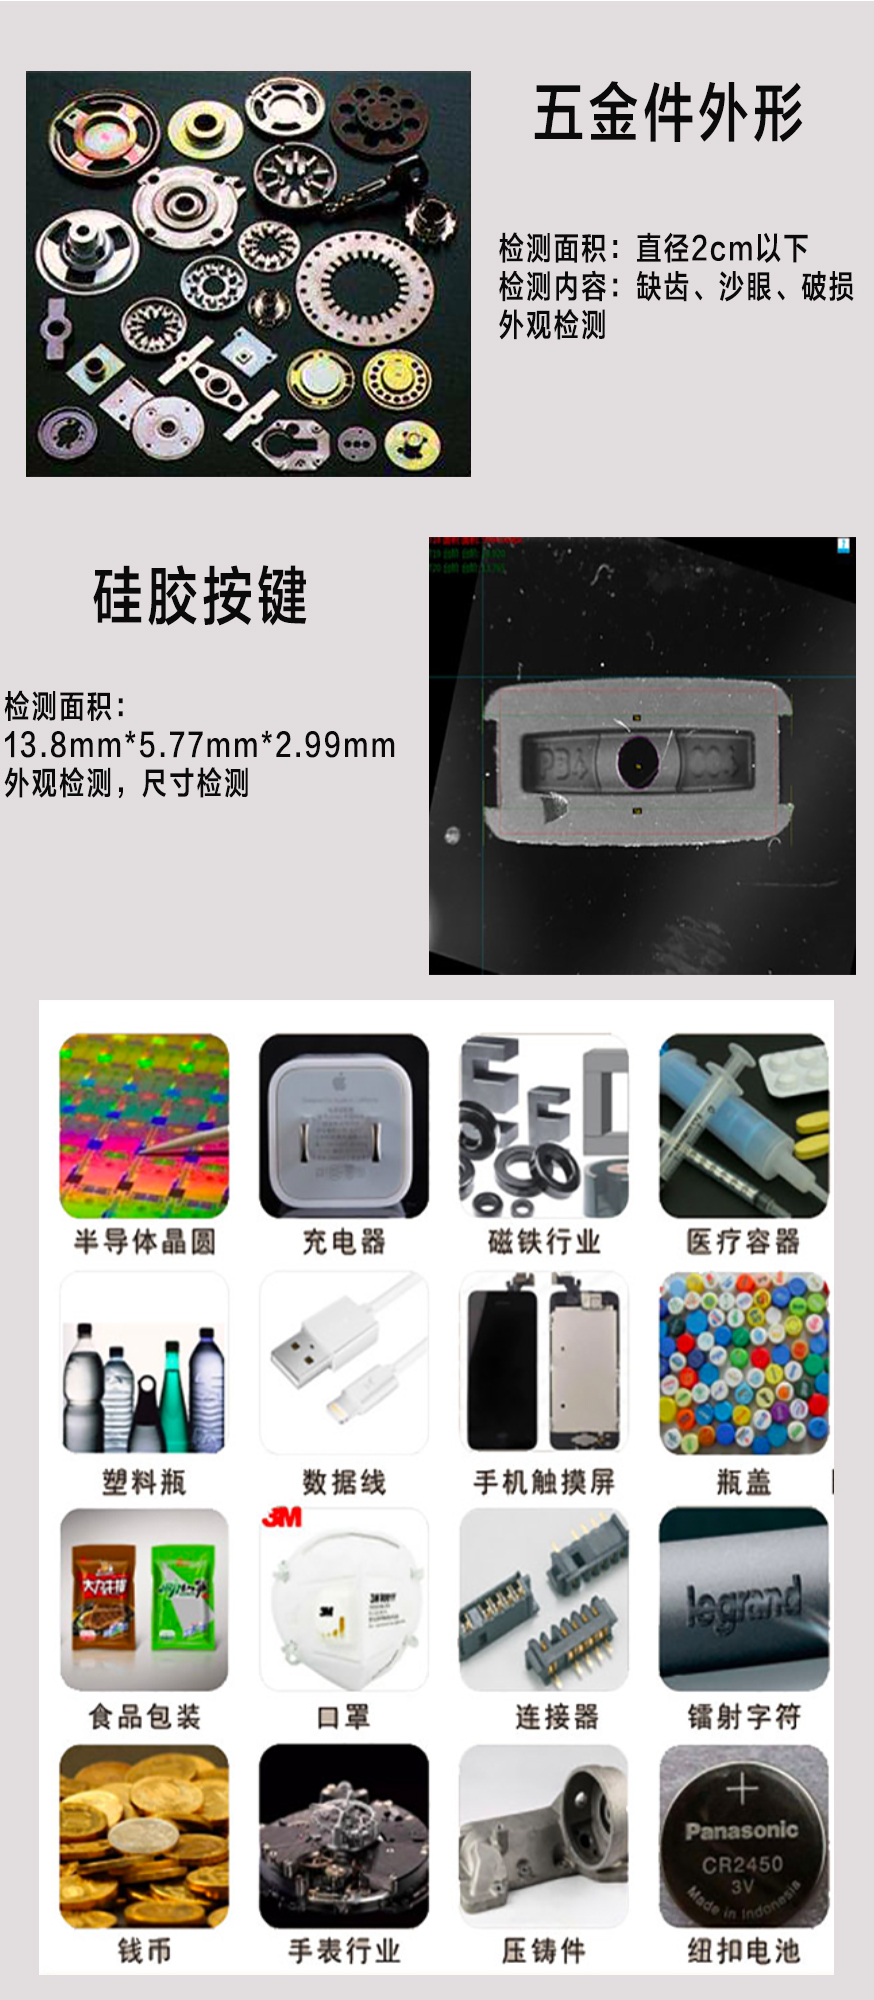 五金件外形
检测面积：直径2cm以下
检测内容：缺齿、沙眼、破损
外观检测
硅胶按键
检测面积：
13.8mm*5.77mm*2.99mm
外观检测，尺寸检测
半导体晶圆
充电器
磁铁行业
医疗容器
塑料瓶
数据线
手机触摸屏
瓶盖
3M
3M
legrand
食品包装
口罩
连接器
镭射字符
Panasonic
CR2450
3V
Made in Indonesia
钱币
手表行业
压铸件
纽扣电池